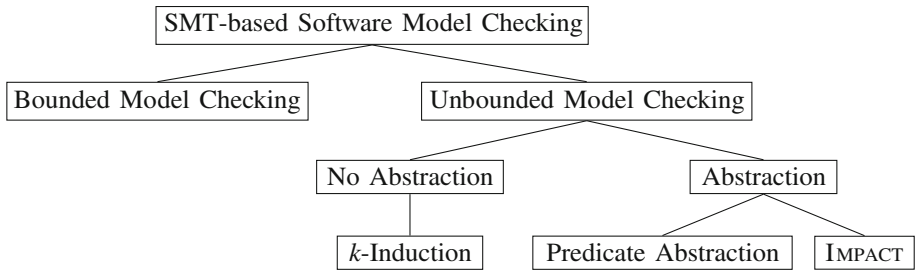 SMT-based Software Model Checking
Bounded Model Checking
Unbounded Model Checking
No Abstraction
Abstraction
k-Induction
Predicate Abstraction
IMPACT